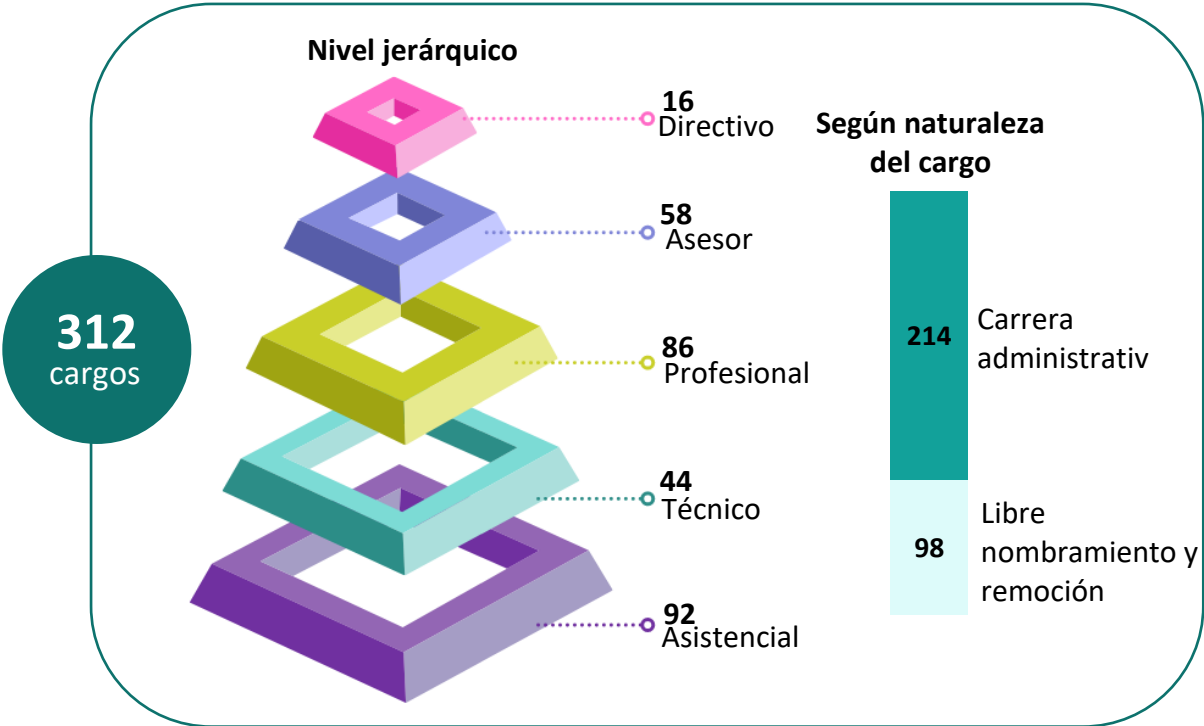 312
cargos
Nivel jerárquico
16
Directivo
58
Asesor
86
Profesional
44
Técnico
92
Asistencial
Según naturaleza
del cargo
214
Carrera
administrativ
98
Libre
nombramiento y
remoción